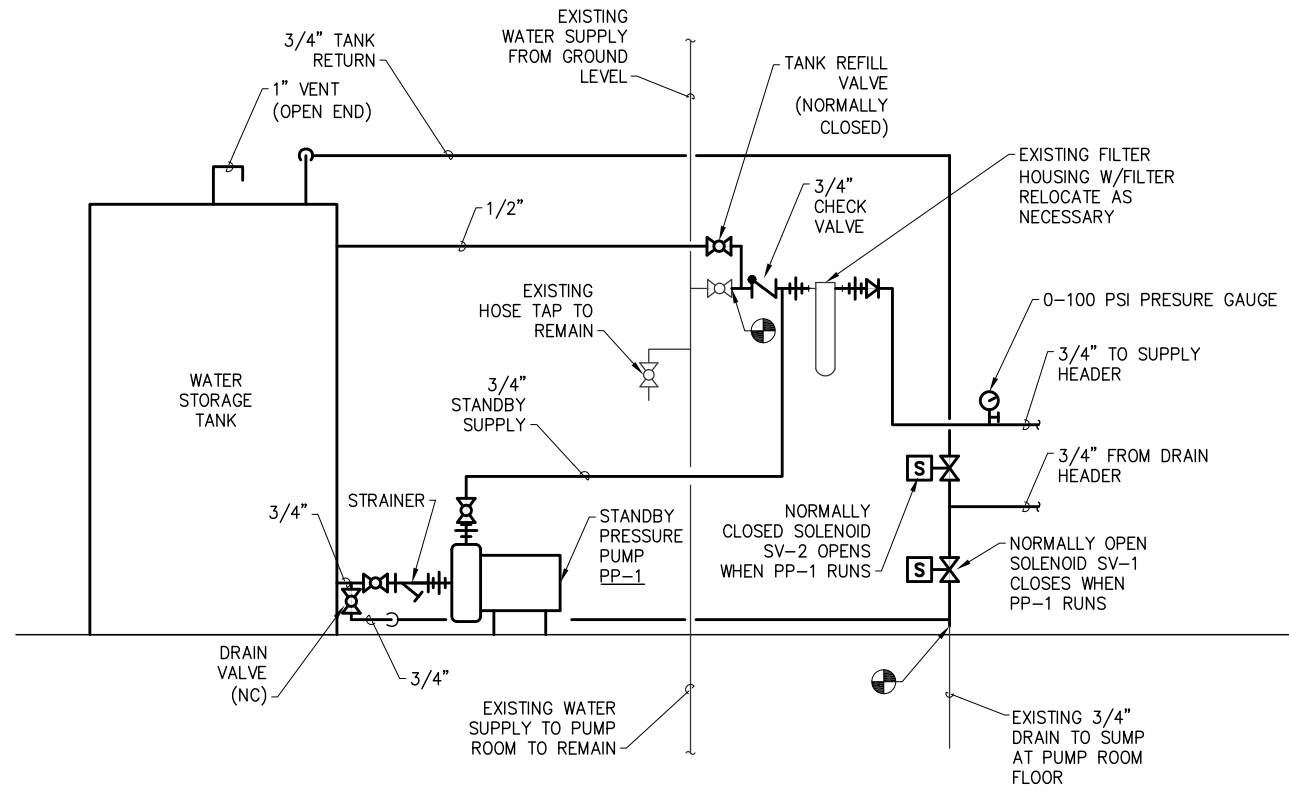 EXISTING
WATER SUPPLY
FROM GROUND
LEVEL
3/4" TANK
RETURN
1" VENT
(OPEN END)
TANK REFILL
VALVE
(NORMALLY
CLOSED)
EXISTING FILTER
HOUSING W/FILTER
RELOCATE AS
NECESSARY
3/4"
CHECK
VALVE
1/2"
EXISTING
HOSE TAP TO
REMAIN
0-100 PSI PRESURE GAUGE
3/4" TO SUPPLY
HEADER
WATER
STORAGE
TANK
3/4"
STANDBY
SUPPLY
3/4" FROM DRAIN
HEADER
S
STRAINER
3/4"
STANDBY
PRESSURE
PUMP
PP-1
NORMALLY
CLOSED SOLENOID
SV-2 OPENS
WHEN PP-1 RUNS
S
NORMALLY OPEN
SOLENOID SV-1
CLOSES WHEN
PP-1 RUNS
DRAIN
VALVE
(NC)
3/4"
EXISTING WATER
SUPPLY TO PUMP
ROOM TO REMAIN
EXISTING 3/4"
DRAIN TO SUMP
AT PUMP ROOM
FLOOR